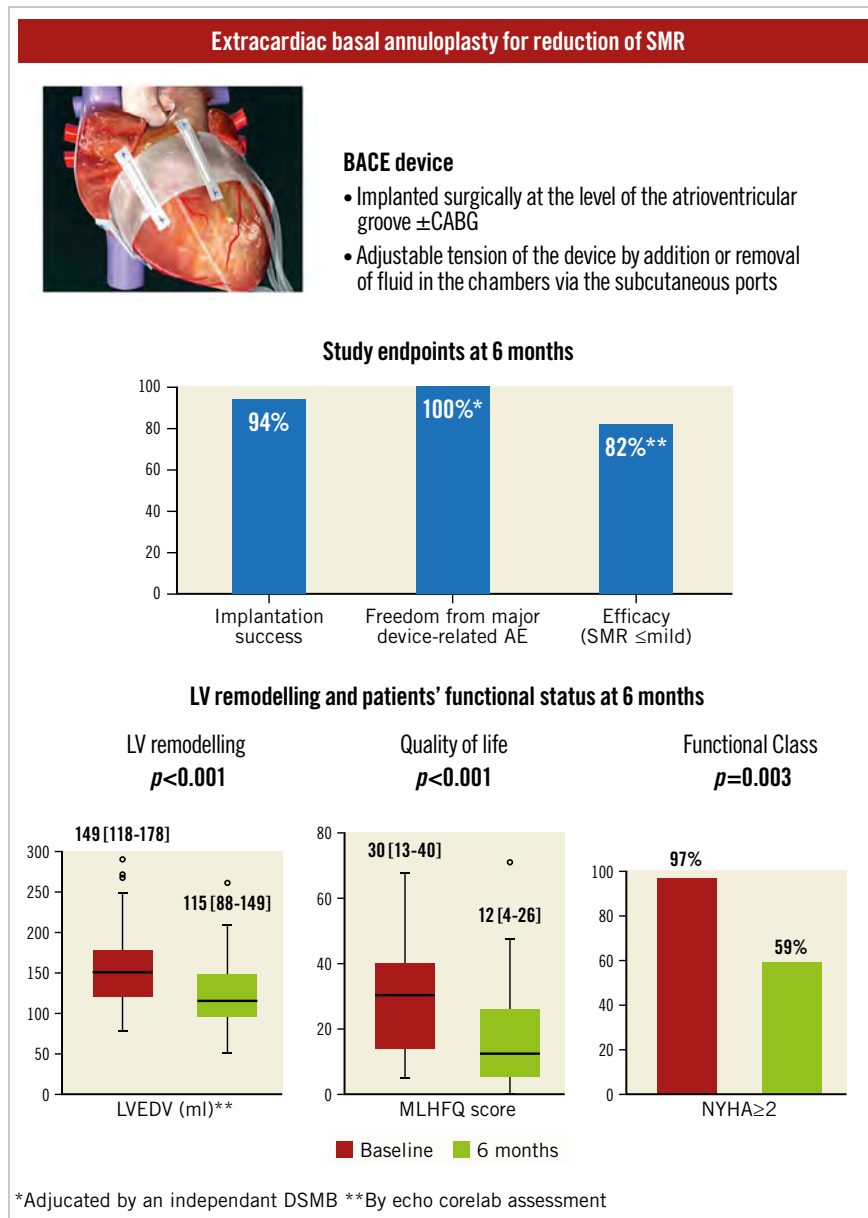 Extracardiac basal annuloplasty for reduction of SMR
BACE device
• Implanted surgically at the level of the atrioventricular
groove ±CABG
• Adjustable tension of the device by addition or removal
of fluid in the chambers via the subcutaneous ports
Study endpoints at 6 months
100
80
60
40
20
0
94%
100%*
82%**
Implantation
success
Freedom from major
device-related AE
Efficacy
(SMR ≤mild)
LV remodelling and patients' functional status at 6 months
LV remodelling
p<0.001
300
250
200
150
100
50
0
149 [118-178]
115 [88-149]
LVEDV (ml)**
Quality of life
p<0.001
80
60
40
20
0
30 [13-40]
12 [4-26]
MLHFQ score
Functional Class
p=0.003
100
80
60
40
20
0
97%
59%
NYHA≥2
Baseline
6 months
*Adjucated by an independant DSMB **By echo corelab assessment